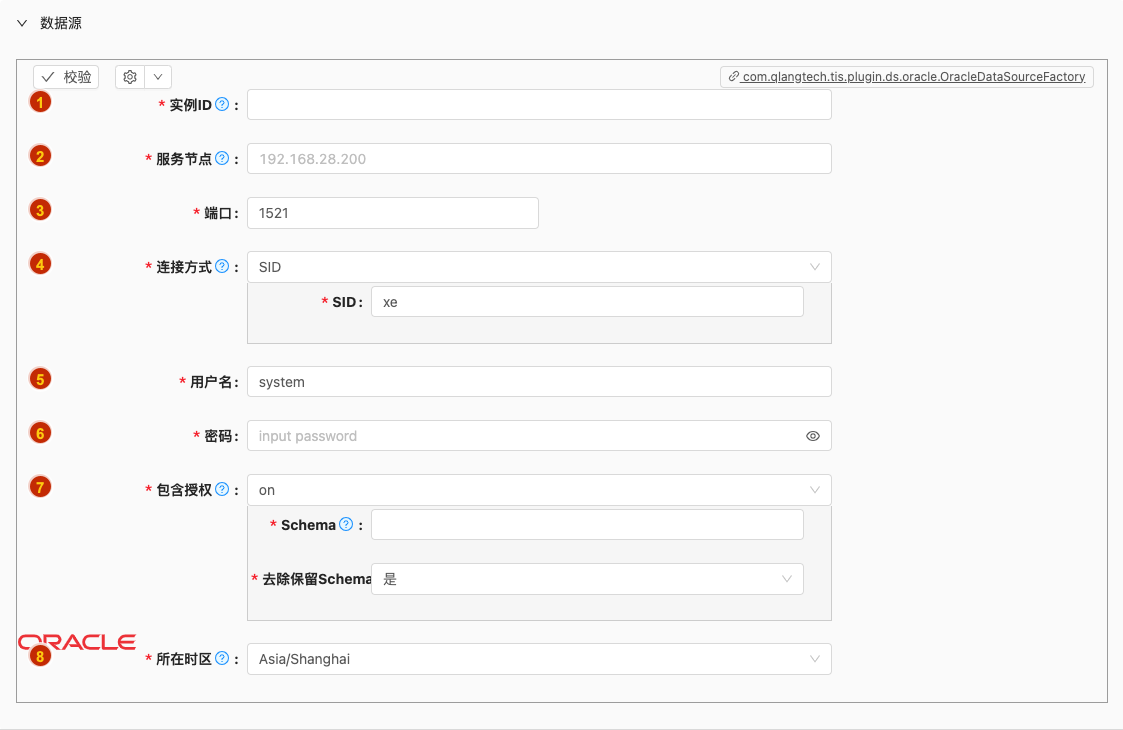 数据源
校验 com.qlangtech.tis.plugin.ds.oracle.OracleDataSourceFactory
1 * 实例ID ? :
2 * 服务节点 ? : 192.168.28.200
3 * 端口 : 1521
4 * 连接方式 ? : SID
* SID : xe
5 * 用户名 : system
6 * 密码 : input password
7 * 包含授权 ? : on
* Schema ? :
* 去除保留Schema 是
ORACLE
8 * 所在时区 ? : Asia/Shanghai